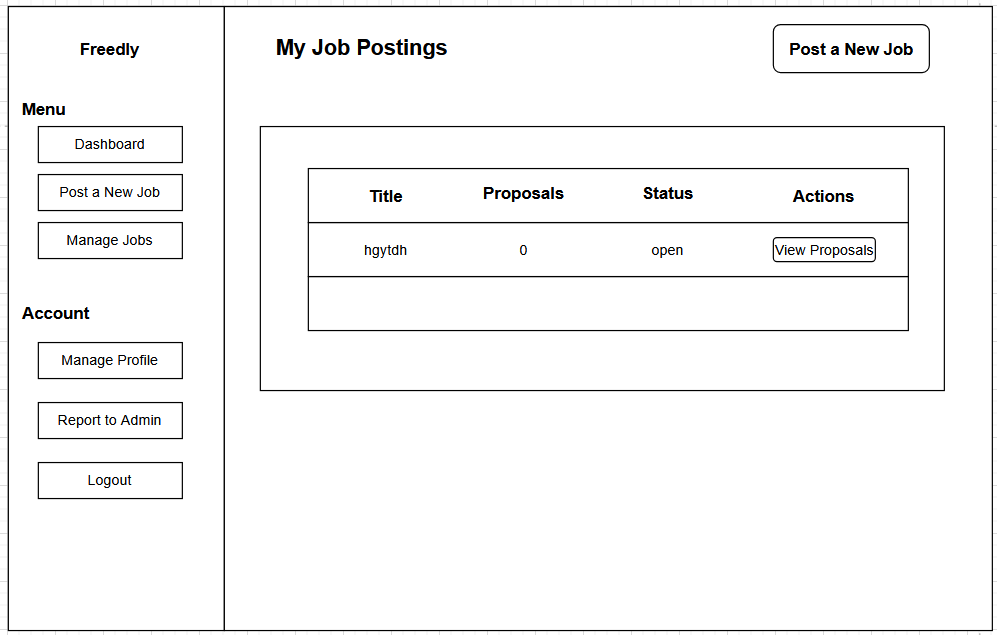 Freedly
Menu
Dashboard
Post a New Job
Manage Jobs
Account
Manage Profile
Report to Admin
Logout
My Job Postings
Post a New Job
Title Proposals Status Actions
hgytdh 0 open View Proposals